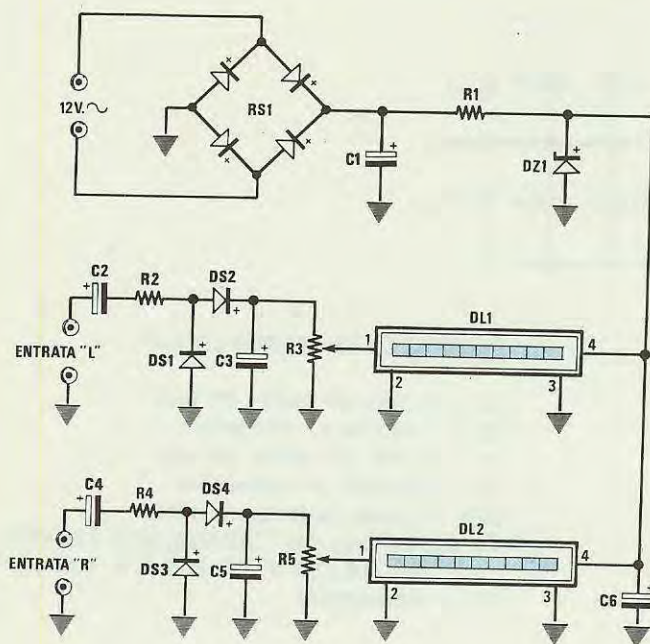 12V.∿
RS1
R1
C1
+
DZ1
+
C2
+
R2
DS2
+
ENTRATA "L"
DS1
+
C3
+
R3
DL1
1
4
2
3
C4
+
R4
DS4
+
ENTRATA "R"
DS3
+
C5
+
R5
DL2
1
4
2
3
C6
+